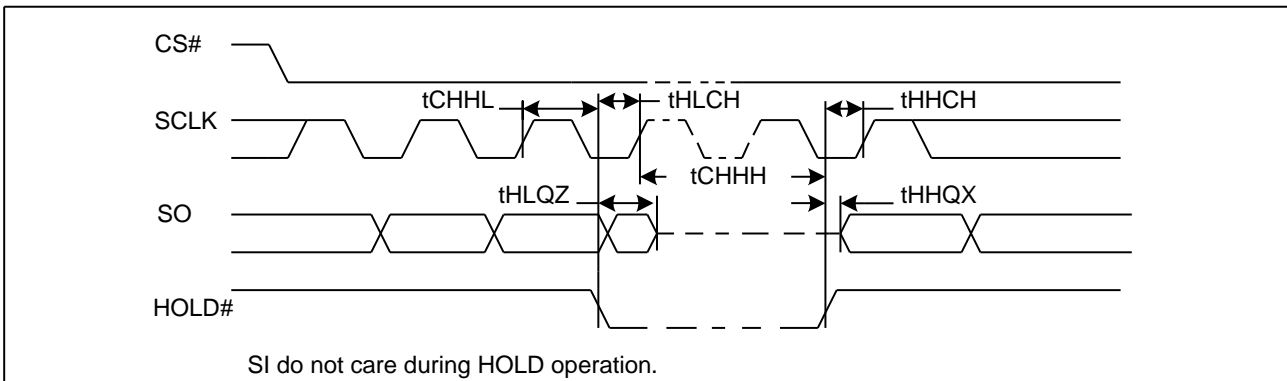 CS#
tCHHL
tHLCH
tHHCH
SCLK
tCHHH
tHLQZ
tHHQX
SO
HOLD#
SI do not care during HOLD operation.